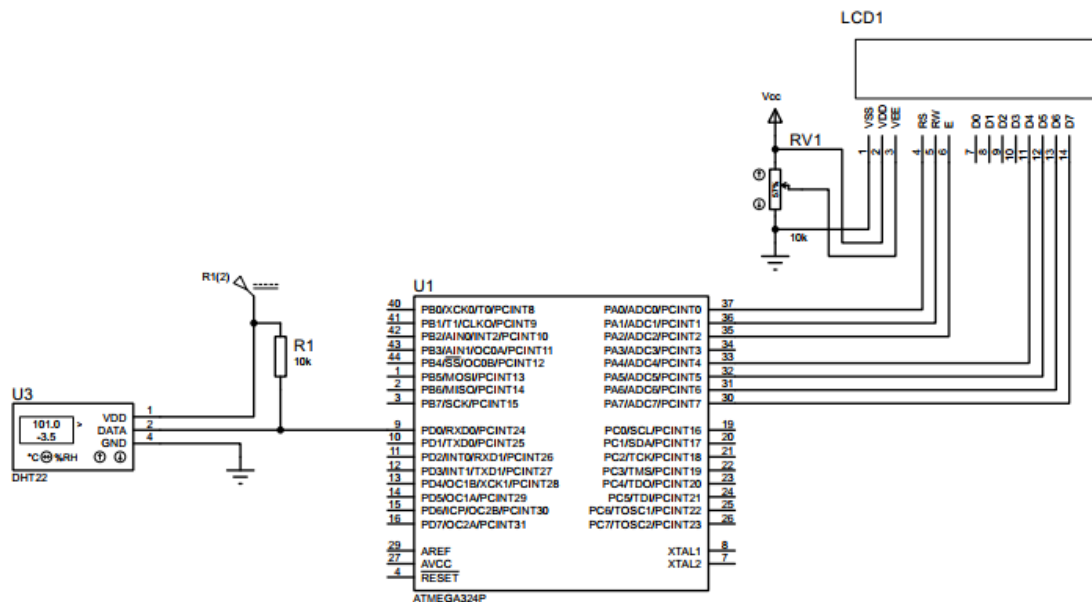 LCD1
Vcc
RV1
57%
10k
VSS
VDD
VEE
RS
RW
E
D0
D1
D2
D3
D4
D5
D6
D7
1
2
3
4
5
6
7
8
9
10
11
12
13
14
R1(2)
R1
10k
U3
101.0
-3.5
>
°C %RH
VDD 1
DATA 2
GND 4
DHT22
U1
40 PB0/XCK0/T0/PCINT8 PA0/ADC0/PCINT0 37
41 PB1/T1/CLKO/PCINT9 PA1/ADC1/PCINT1 36
42 PB2/AIN0/INT2/PCINT10 PA2/ADC2/PCINT2 35
43 PB3/AIN1/OC0A/PCINT11 PA3/ADC3/PCINT3 34
44 PB4/SS/OC0B/PCINT12 PA4/ADC4/PCINT4 33
1 PB5/MOSI/PCINT13 PA5/ADC5/PCINT5 32
2 PB6/MISO/PCINT14 PA6/ADC6/PCINT6 31
3 PB7/SCK/PCINT15 PA7/ADC7/PCINT7 30
9 PD0/RXD0/PCINT24 PC0/SCL/PCINT16 19
10 PD1/TXD0/PCINT25 PC1/SDA/PCINT17 20
11 PD2/INT0/RXD1/PCINT26 PC2/TCK/PCINT18 21
12 PD3/INT1/TXD1/PCINT27 PC3/TMS/PCINT19 22
13 PD4/OC1B/XCK1/PCINT28 PC4/TDO/PCINT20 23
14 PD5/OC1A/PCINT29 PC5/TDI/PCINT21 24
15 PD6/ICP/OC2B/PCINT30 PC6/TOSC1/PCINT22 25
16 PD7/OC2A/PCINT31 PC7/TOSC2/PCINT23 26
29 AREF XTAL1 8
27 AVCC XTAL2 7
4 RESET
ATMEGA324P